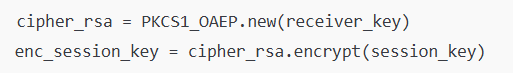 cipher_rsa = PKCS1_OAEP.new(receiver_key)
enc_session_key = cipher_rsa.encrypt(session_key)